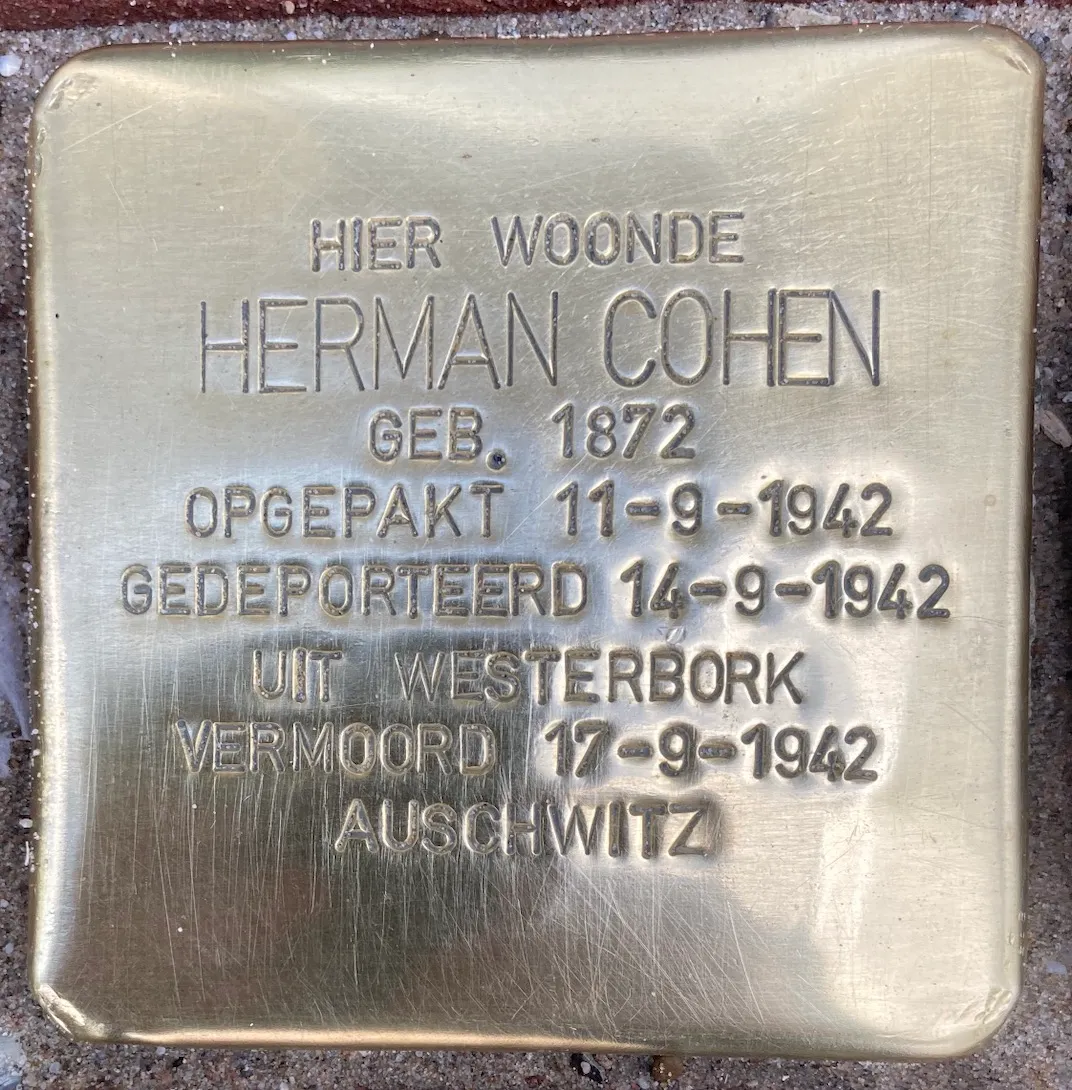 HIER WOONDE
HERMAN COHEN
GEB. 1872
OPGEPAKT 11-9-1942
GEDEPORTEERD 14-9-1942
UIT WESTERBORK
VERMOORD 17-9-1942
AUSCHWITZ